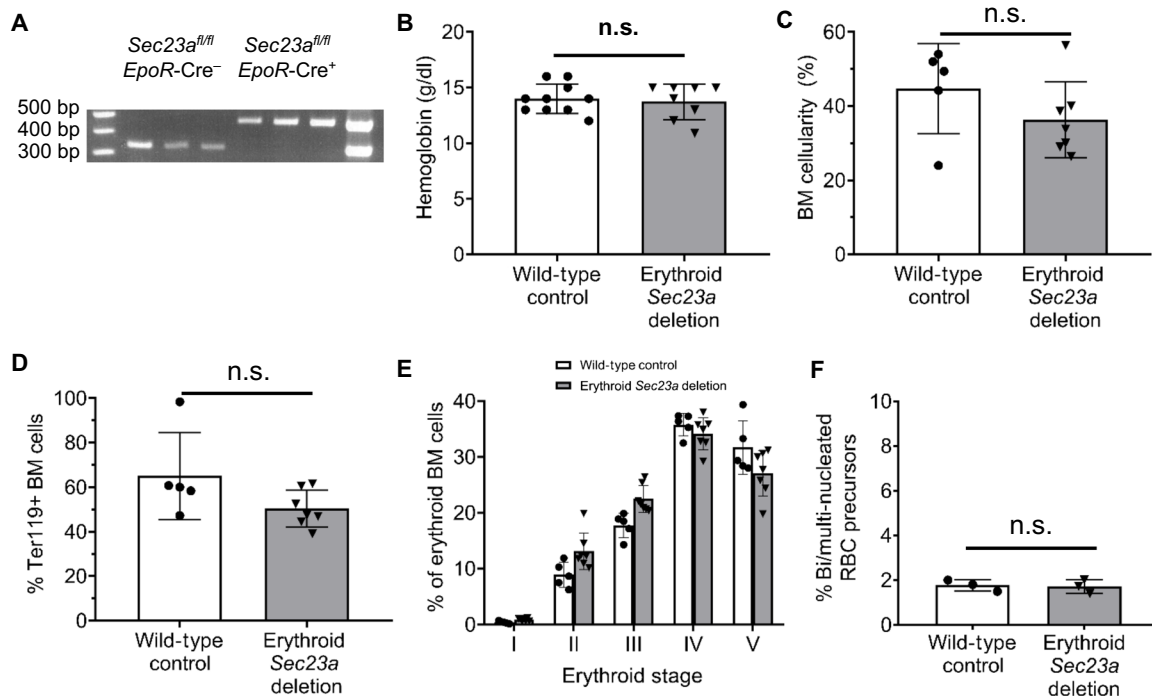 A
Sec23a^fl/fl Sec23a^fl/fl
EpoR-Cre^– EpoR-Cre^+
500 bp
400 bp
300 bp
B
n.s.
Hemoglobin (g/dl)
20
15
10
5
0
Wild-type
control
Erythroid
Sec23a
deletion
C
n.s.
BM cellularity (%)
60
40
20
0
Wild-type
control
Erythroid
Sec23a
deletion
D
n.s.
% Ter119+ BM cells
100
80
60
40
20
0
Wild-type
control
Erythroid
Sec23a
deletion
E
Wild-type control
Erythroid Sec23a deletion
% of erythroid BM cells
40
30
20
10
0
I II III IV V
Erythroid stage
F
n.s.
% Bi/multi-nucleated
RBC precursors
10
8
6
4
2
0
Wild-type
control
Erythroid
Sec23a
deletion